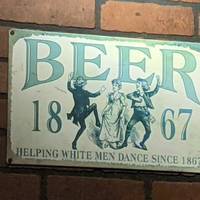 BEER
18 67
HELPING WHITE MEN DANCE SINCE 1867